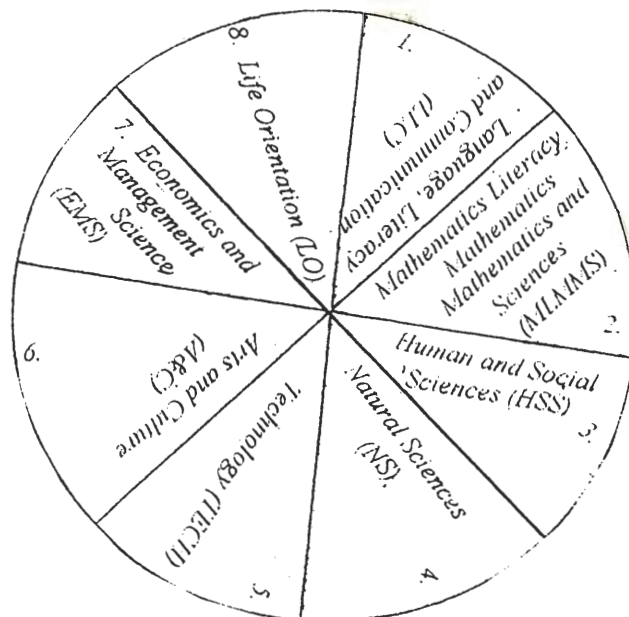 1.
Language, Literacy
and Communication
(LLC)
2.
Mathematics Literacy,
Mathematics
Mathematics and
Sciences
(MLMMS)
3.
Human and Social
Sciences (HSS)
4.
Natural Sciences
(NS).
5.
Technology (TECH)
6.
Arts and Culture
(A&C)
7. Economics and
Management
Science
(EMS)
8. Life Orientation (LO)